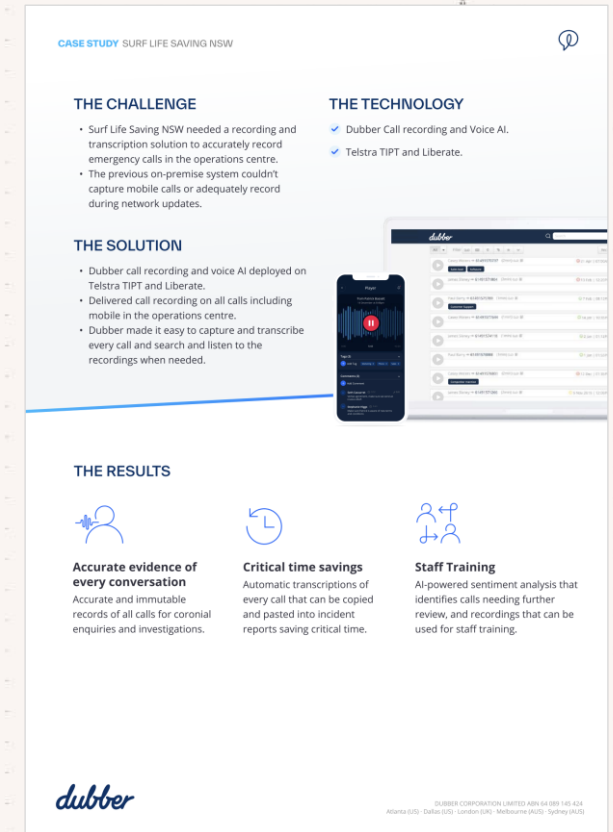 CASE STUDY SURF LIFE SAVING NSW
THE CHALLENGE
• Surf Life Saving NSW needed a recording and
transcription solution to accurately record
emergency calls in the operations centre.
• The previous on-premise system couldn't
capture mobile calls or adequately record
during network updates.
THE TECHNOLOGY
Dubber Call recording and Voice AI.
Telstra TIPT and Liberate.
THE SOLUTION
• Dubber call recording and voice AI deployed on
Telstra TIPT and Liberate.
• Delivered call recording on all calls including
mobile in the operations centre.
• Dubber made it easy to capture and transcribe
every call and search and listen to the
recordings when needed.
dubber
Player
THE RESULTS
Accurate evidence of
every conversation
Accurate and immutable
records of all calls for coronial
enquiries and investigations.
Critical time savings
Automatic transcriptions of
every call that can be copied
and pasted into incident
reports saving critical time.
Staff Training
AI-powered sentiment analysis that
identifies calls needing further
review, and recordings that can be
used for staff training.
dubber
DUBBER CORPORATION LIMITED ABN 64 089 145 424
Atlanta (US) - Dallas (US) - London (UK) - Melbourne (AUS) - Sydney (AUS)